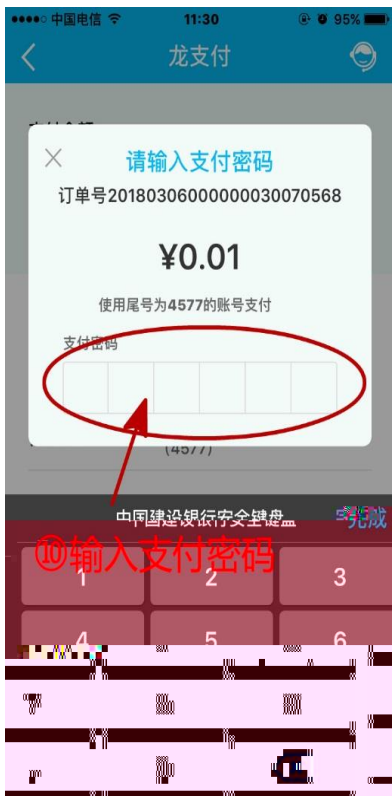 中国电信 11:30 95%
龙支付
请输入支付密码
订单号20180306000000030070568
¥0.01
使用尾号为4577的账号支付
支付密码
(4577)
中国建设银行安全键盘 完成
⑩输入支付密码
1 2 3
4 5 6